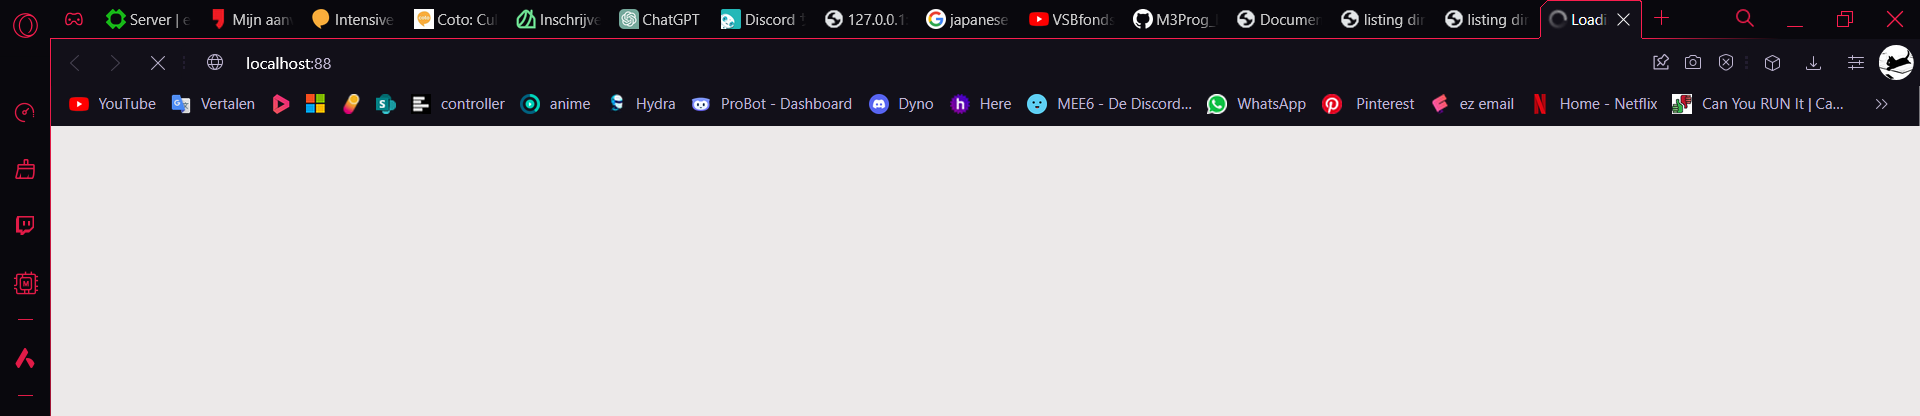 Server | e Mijn aan Intensive Coto: Cul Inschrijve ChatGPT Discord 127.0.0.1: japanese VSBfonds M3Prog_ Documen listing dir listing dir Loadi
localhost:88
YouTube Vertalen controller anime Hydra ProBot - Dashboard Dyno Here MEE6 - De Discord... WhatsApp Pinterest ez email Home - Netflix Can You RUN It | Ca...